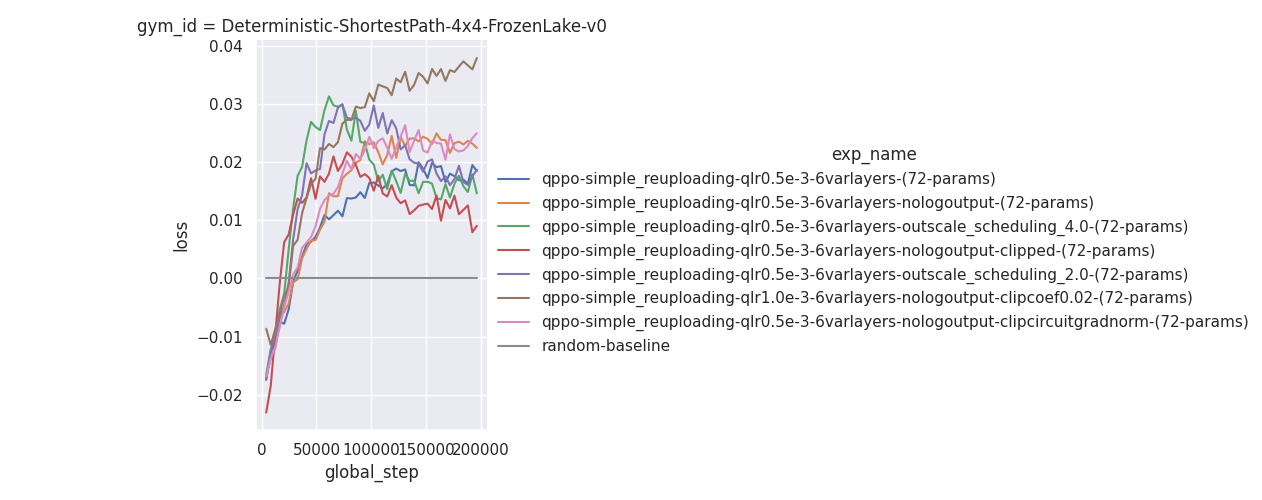 gym_id = Deterministic-ShortestPath-4x4-FrozenLake-v0
0.04
0.03
0.02
0.01
0.00
−0.01
−0.02
loss
0 50000 100000 150000 200000
global_step
exp_name
qppo-simple_reuploading-qlr0.5e-3-6varlayers-(72-params)
qppo-simple_reuploading-qlr0.5e-3-6varlayers-nologoutput-(72-params)
qppo-simple_reuploading-qlr0.5e-3-6varlayers-outscale_scheduling_4.0-(72-params)
qppo-simple_reuploading-qlr0.5e-3-6varlayers-nologoutput-clipped-(72-params)
qppo-simple_reuploading-qlr0.5e-3-6varlayers-outscale_scheduling_2.0-(72-params)
qppo-simple_reuploading-qlr1.0e-3-6varlayers-nologoutput-clipcoef0.02-(72-params)
qppo-simple_reuploading-qlr0.5e-3-6varlayers-nologoutput-clipcircuitgradnorm-(72-params)
random-baseline